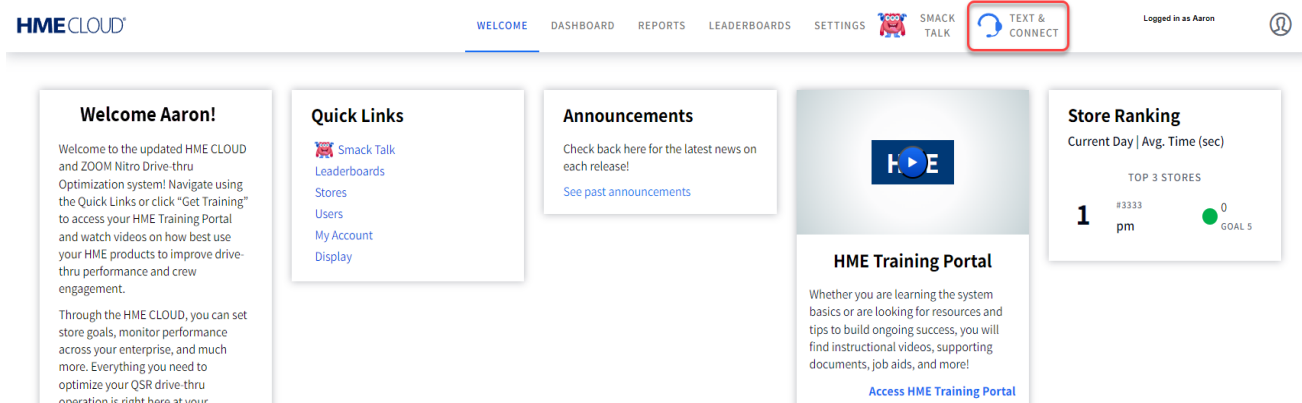 HME CLOUD®
WELCOME
DASHBOARD
REPORTS
LEADERBOARDS
SETTINGS
SMACK
TALK
TEXT &
CONNECT
Logged in as Aaron
Welcome Aaron!
Welcome to the updated HME CLOUD
and ZOOM Nitro Drive-thru
Optimization system! Navigate using
the Quick Links or click “Get Training”
to access your HME Training Portal
and watch videos on how best use
your HME products to improve drive-
thru performance and crew
engagement.
Through the HME CLOUD, you can set
store goals, monitor performance
across your enterprise, and much
more. Everything you need to
optimize your QSR drive-thru
operation is right here at your
Quick Links
Smack Talk
Leaderboards
Stores
Users
My Account
Display
Announcements
Check back here for the latest news on
each release!
See past announcements
HME
HME Training Portal
Whether you are learning the system
basics or are looking for resources and
tips to build ongoing success, you will
find instructional videos, supporting
documents, job aids, and more!
Access HME Training Portal
Store Ranking
Current Day | Avg. Time (sec)
TOP 3 STORES
1
#3333
pm
0
GOAL 5